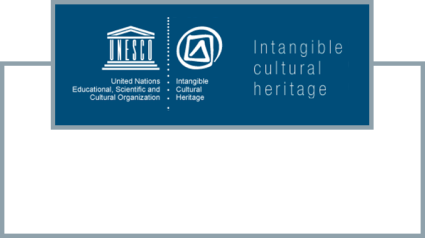 UNESCO
United Nations
Educational, Scientific and
Cultural Organization
Intangible
Cultural
Heritage
Intangible
cultural
heritage